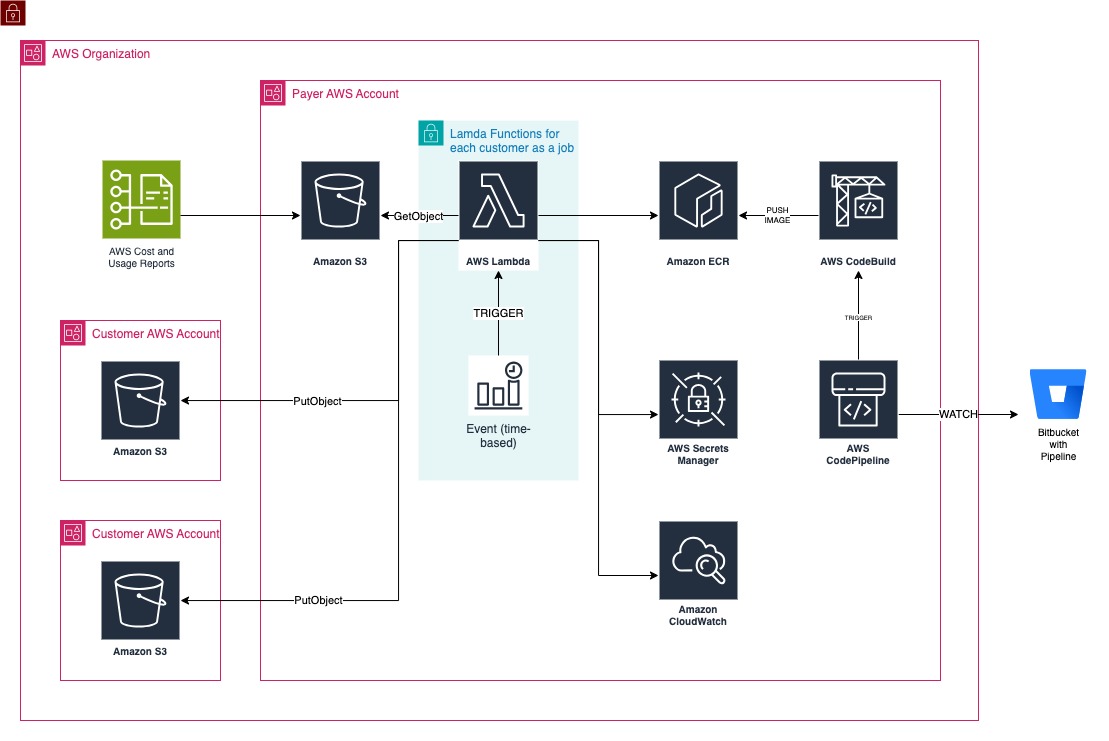 AWS Organization
Payer AWS Account
Lamda Functions for
each customer as a job
AWS Cost and
Usage Reports
Amazon S3
GetObject
AWS Lambda
Amazon ECR
PUSH
IMAGE
AWS CodeBuild
TRIGGER
TRIGGER
Customer AWS Account
Amazon S3
PutObject
Event (time-
based)
AWS Secrets
Manager
AWS
CodePipeline
WATCH
Bitbucket
with
Pipeline
Customer AWS Account
Amazon S3
PutObject
Amazon
CloudWatch